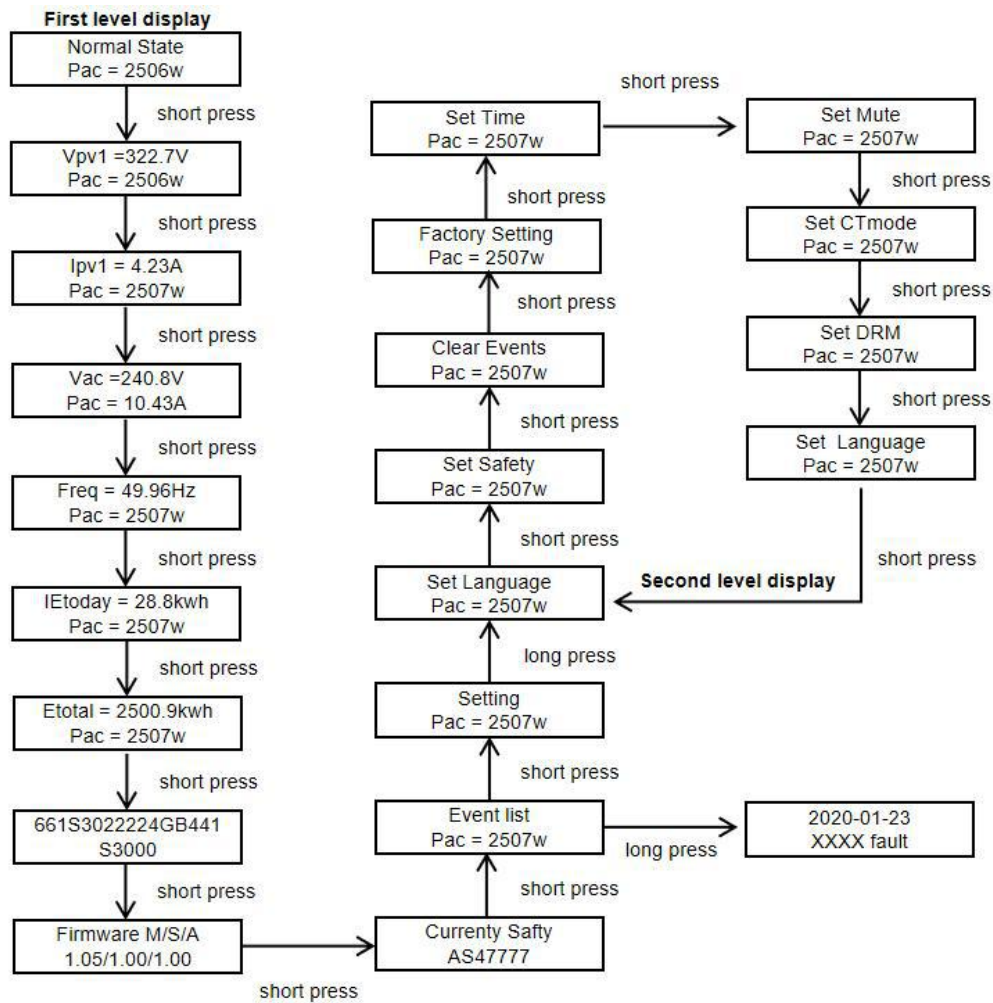 First level display
Normal State
Pac = 2506w
short press
Vpv1 =322.7V
Pac = 2506w
short press
Ipv1 = 4.23A
Pac = 2507w
short press
Vac =240.8V
Pac = 10.43A
short press
Freq = 49.96Hz
Pac = 2507w
short press
IEtoday = 28.8kwh
Pac = 2507w
short press
Etotal = 2500.9kwh
Pac = 2507w
short press
661S3022224GB441
S3000
short press
Firmware M/S/A
1.05/1.00/1.00
short press
Currenty Safty
AS47777
short press
Event list
Pac = 2507w
long press
2020-01-23
XXXX fault
short press
Setting
Pac = 2507w
long press
Set Language
Pac = 2507w
short press
Set Safety
Pac = 2507w
short press
Clear Events
Pac = 2507w
short press
Factory Setting
Pac = 2507w
short press
Set Time
Pac = 2507w
short press
Set Mute
Pac = 2507w
short press
Set CTmode
Pac = 2507w
short press
Set DRM
Pac = 2507w
short press
Set Language
Pac = 2507w
short press
Second level display